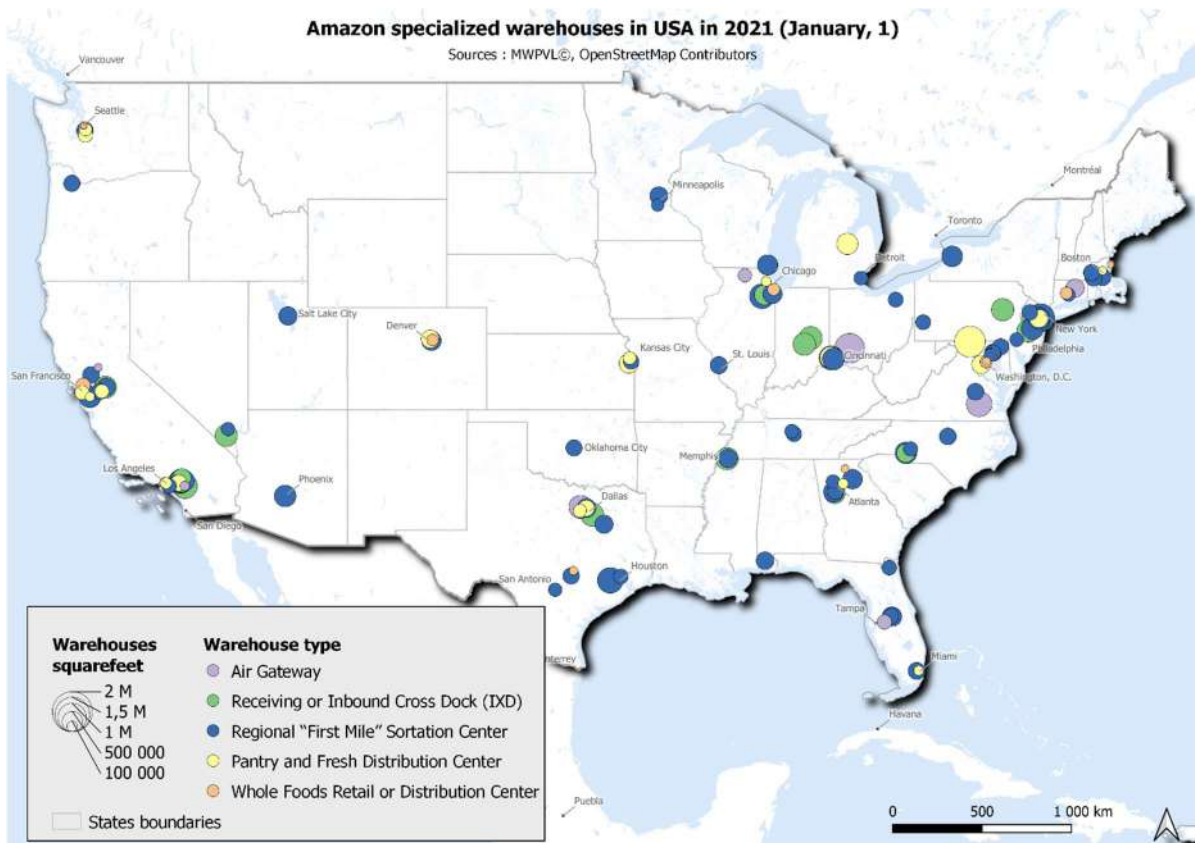 Amazon specialized warehouses in USA in 2021 (January, 1)
Sources : MWPVL©, OpenStreetMap Contributors
Vancouver
Seattle
Minneapolis
Montréal
Toronto
Boston
Detroit
Chicago
Salt Lake City
Denver
New York
Kansas City
St. Louis
Cincinnati
Philadelphia
San Francisco
Washington, D.C.
Oklahoma City
Memphis
Los Angeles
Phoenix
Dallas
Atlanta
San Diego
San Antonio
Houston
Tampa
Miami
nterrey
Havana
Puebla
Warehouses
squarefeet
2 M
1,5 M
1 M
500 000
100 000
Warehouse type
Air Gateway
Receiving or Inbound Cross Dock (IXD)
Regional "First Mile" Sortation Center
Pantry and Fresh Distribution Center
Whole Foods Retail or Distribution Center
States boundaries
0 500 1 000 km